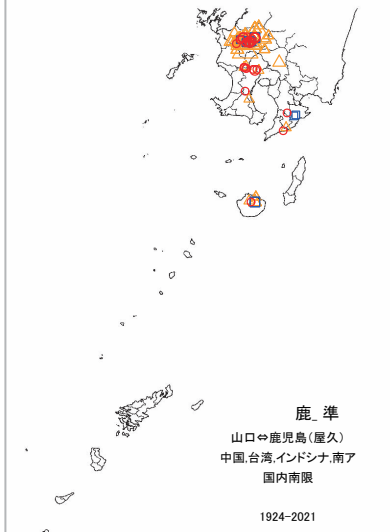 鹿_準
山口⇔鹿児島(屋久)
中国,台湾,インドシナ,南ア
国内南限
1924-2021